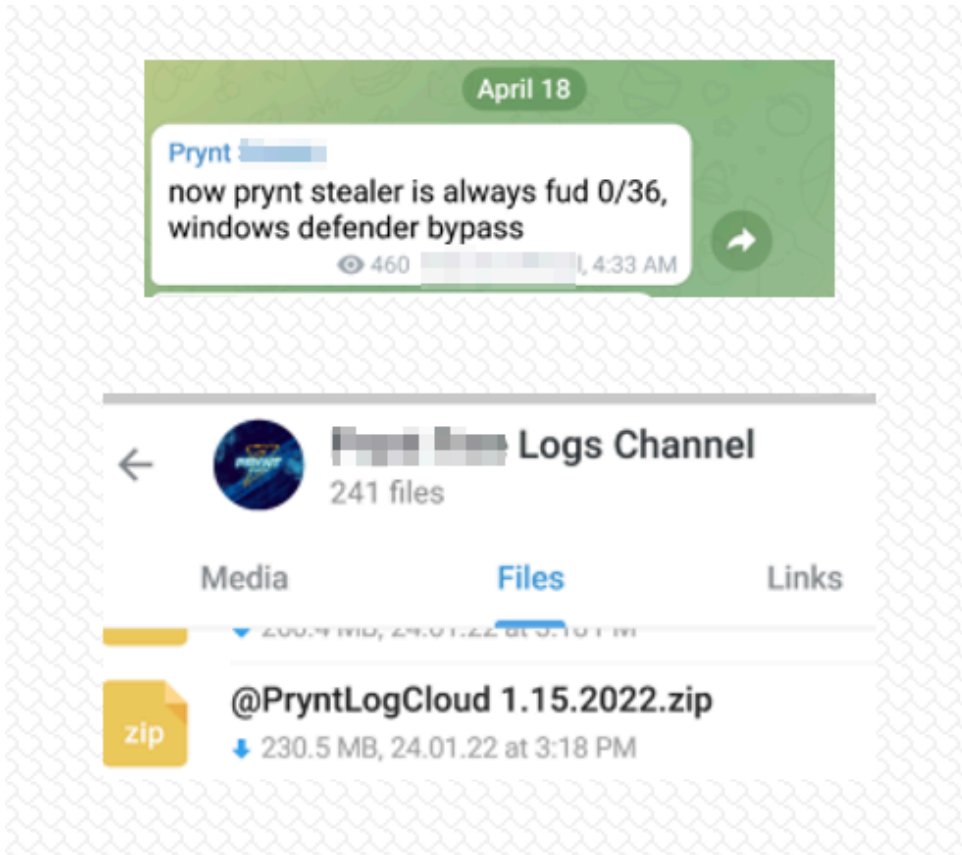 April 18
Prynt
now prynt stealer is always fud 0/36,
windows defender bypass
460 4:33 AM
Logs Channel
241 files
Media Files Links
@PryntLogCloud 1.15.2022.zip
zip
230.5 MB, 24.01.22 at 3:18 PM